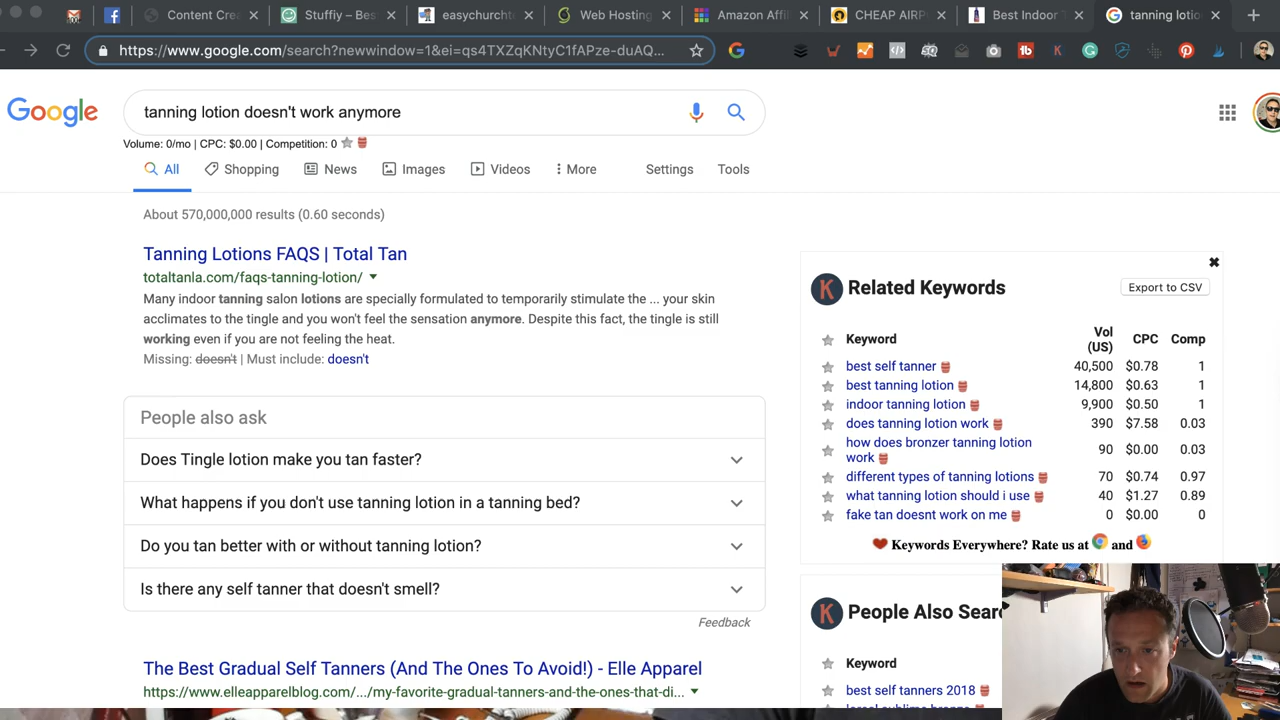 Content Crea
Stuffiy – Bes
easychurcht
Web Hosting
Amazon Affil
CHEAP AIRP
Best Indoor T
tanning lotio
https://www.google.com/search?newwindow=1&ei=qs4TXZqKNtyC1fAPze-duAQ...
Google
tanning lotion doesn't work anymore
Volume: 0/mo | CPC: $0.00 | Competition: 0
All Shopping News Images Videos More Settings Tools
About 570,000,000 results (0.60 seconds)
Tanning Lotions FAQS | Total Tan
totaltanla.com/faqs-tanning-lotion/
Many indoor tanning salon lotions are specially formulated to temporarily stimulate the ... your skin
acclimates to the tingle and you won't feel the sensation anymore. Despite this fact, the tingle is still
working even if you are not feeling the heat.
Missing: doesn't | Must include: doesn't
People also ask
Does Tingle lotion make you tan faster?
What happens if you don't use tanning lotion in a tanning bed?
Do you tan better with or without tanning lotion?
Is there any self tanner that doesn't smell?
Feedback
The Best Gradual Self Tanners (And The Ones To Avoid!) - Elle Apparel
https://www.elleapparelblog.com/.../my-favorite-gradual-tanners-and-the-ones-that-di...
Related Keywords
Export to CSV
Keyword Vol (US) CPC Comp
best self tanner 40,500 $0.78 1
best tanning lotion 14,800 $0.63 1
indoor tanning lotion 9,900 $0.50 1
does tanning lotion work 390 $7.58 0.03
how does bronzer tanning lotion
work 90 $0.00 0.03
different types of tanning lotions 70 $0.74 0.97
what tanning lotion should i use 40 $1.27 0.89
fake tan doesnt work on me 0 $0.00 0
Keywords Everywhere? Rate us at and
People Also Sear
Keyword
best self tanners 2018